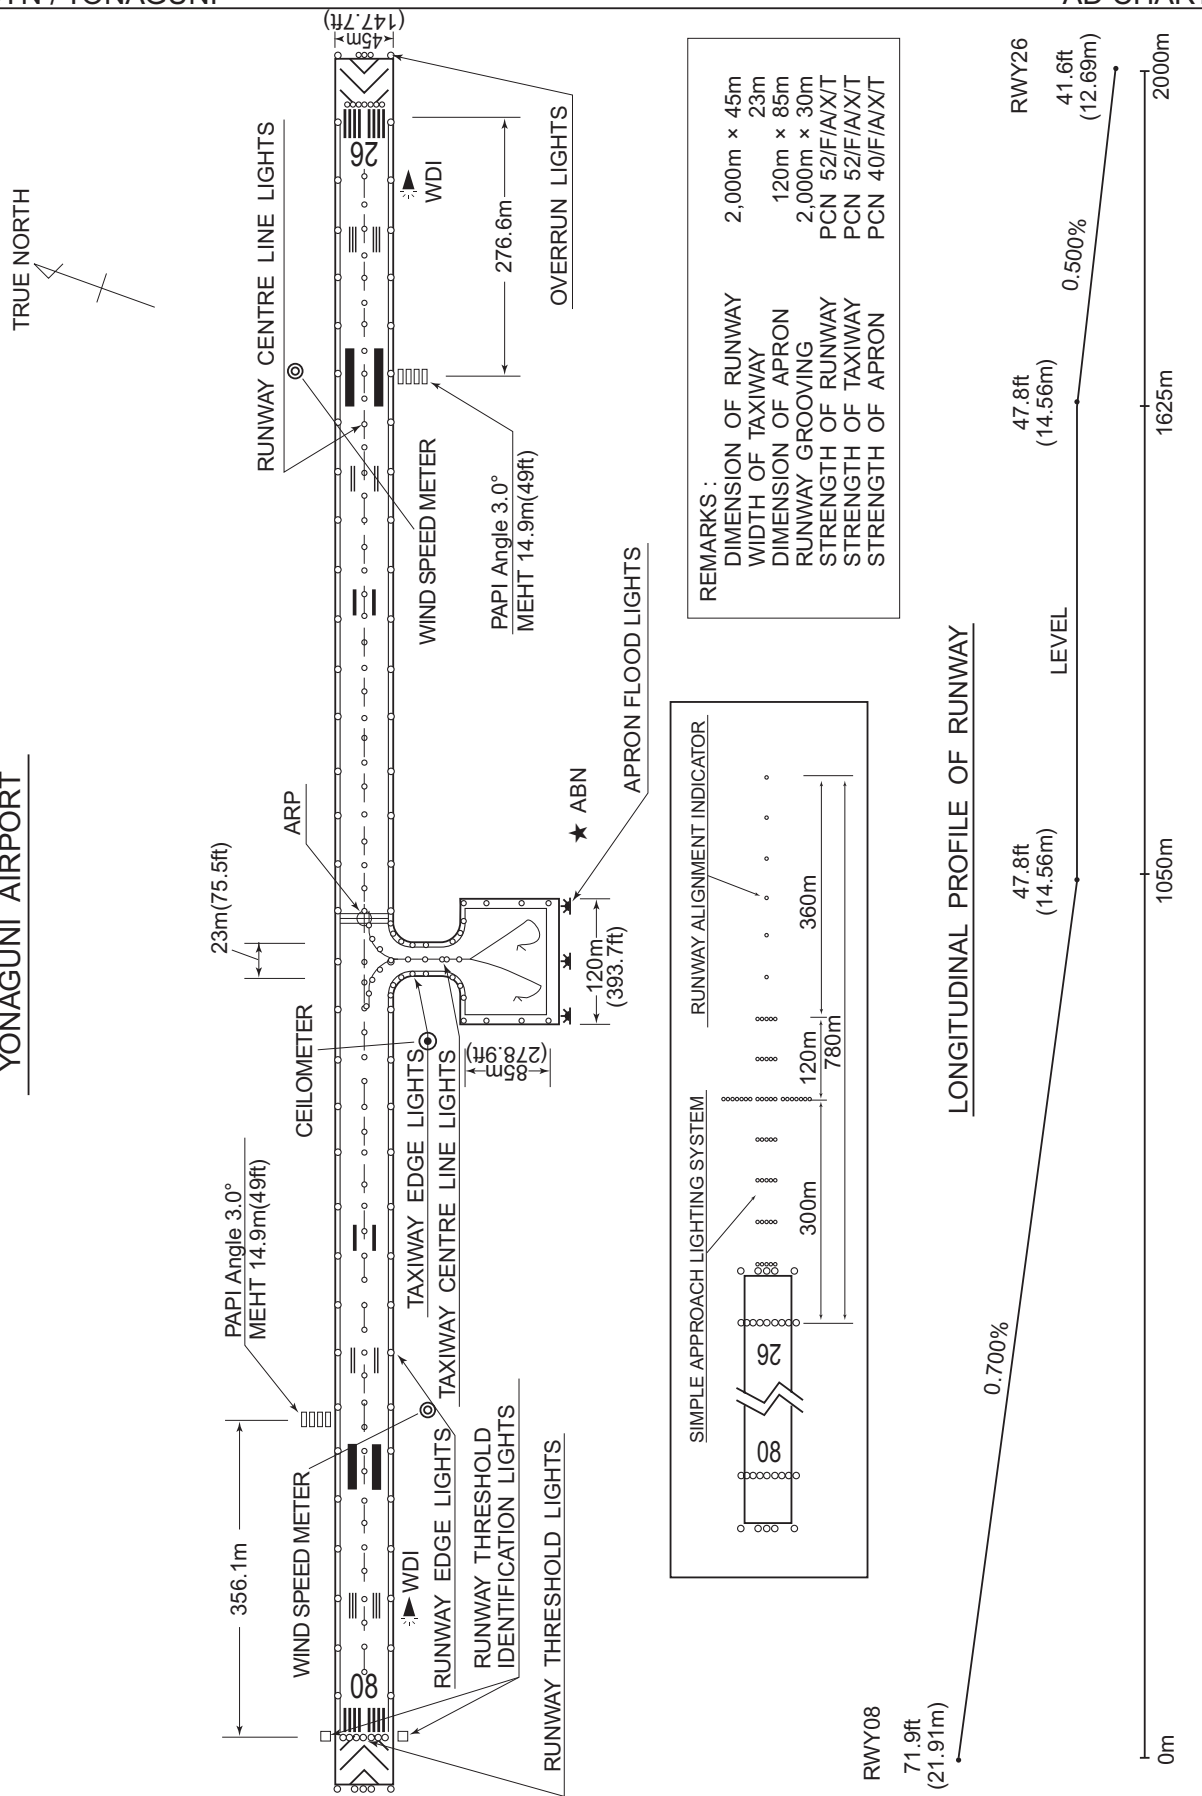 YONAGUNI
AD CHART
YONAGUNI AIRPORT
TRUE NORTH
PAPI Angle 3.0°
MEHT 14.9m(49ft)
356.1m
23m(75.5ft)
ARP
CEILOMETER
RUNWAY CENTRE LINE LIGHTS
WIND SPEED METER
45m
(147.7ft)
08
26
WDI
WDI
WIND SPEED METER
276.6m
PAPI Angle 3.0°
MEHT 14.9m(49ft)
OVERRUN LIGHTS
RUNWAY EDGE LIGHTS
RUNWAY THRESHOLD
IDENTIFICATION LIGHTS
RUNWAY THRESHOLD LIGHTS
TAXIWAY EDGE LIGHTS
TAXIWAY CENTRE LINE LIGHTS
85m
(278.9ft)
120m
(393.7ft)
ABN
APRON FLOOD LIGHTS
SIMPLE APPROACH LIGHTING SYSTEM
RUNWAY ALIGNMENT INDICATOR
08
26
300m
120m
360m
780m
REMARKS :
DIMENSION OF RUNWAY 2,000m × 45m
WIDTH OF TAXIWAY 23m
DIMENSION OF APRON 120m × 85m
RUNWAY GROOVING 2,000m × 30m
STRENGTH OF RUNWAY PCN 52/F/A/X/T
STRENGTH OF TAXIWAY PCN 52/F/A/X/T
STRENGTH OF APRON PCN 40/F/A/X/T
LONGITUDINAL PROFILE OF RUNWAY
RWY08
71.9ft
(21.91m)
0.700%
47.8ft
(14.56m)
LEVEL
47.8ft
(14.56m)
0.500%
RWY26
41.6ft
(12.69m)
0m
1050m
1625m
2000m